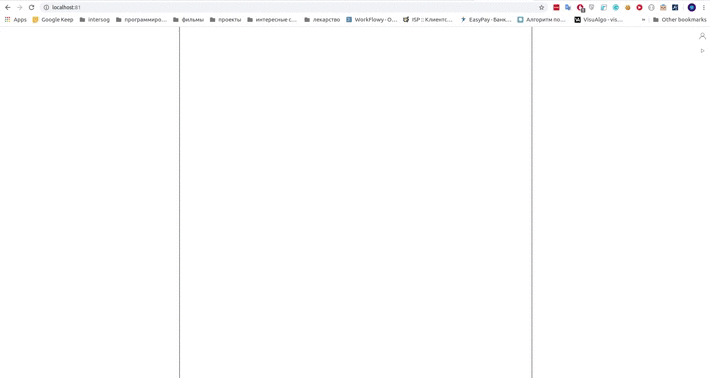 localhost:81
Apps Google Keep intersog программиро... фильмы проекты интересные с... лекарство WorkFlowy - O... ISP :: Клиентс... EasyPay - банк... Алгоритм по... VisuAlgo - vis... » Other bookmarks